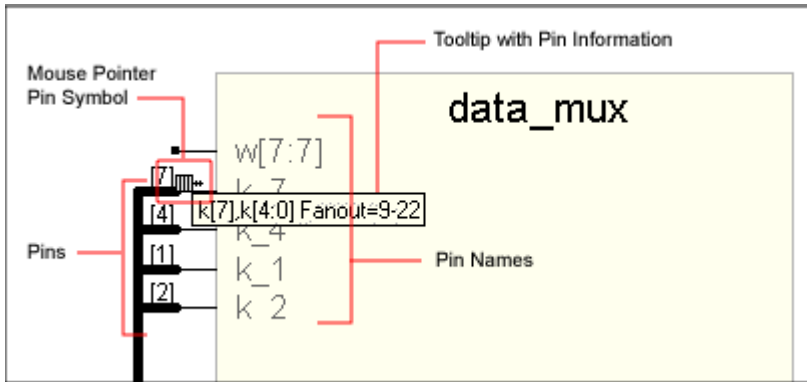 Tooltip with Pin Information
Mouse Pointer
Pin Symbol
data_mux
w[7:7]
[7]
k_7
k[7],k[4:0] Fanout=9-22
[4]
k_4
Pins
[1]
k_1
Pin Names
[2]
k_2